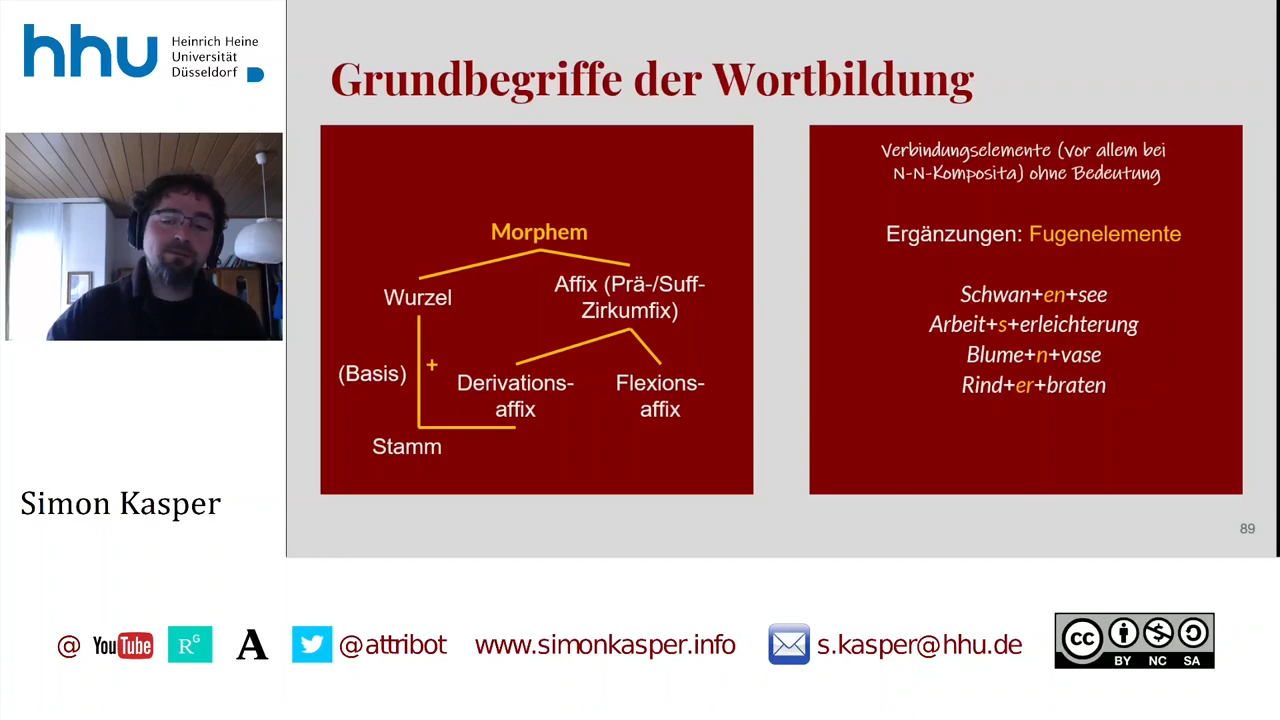 hhu Heinrich Heine
Universität
Düsseldorf
Grundbegriffe der Wortbildung
Morphem
Wurzel
Affix (Prä-/Suff-
Zirkumfix)
(Basis)
+
Derivations-
affix
Flexions-
affix
Stamm
Verbindungselemente (vor allem bei
N-N-Komposita) ohne Bedeutung
Ergänzungen: Fugenelemente
Schwan+en+see
Arbeit+s+erleichterung
Blume+n+vase
Rind+er+braten
Simon Kasper
89
@ YouTube RG A @attribot www.simonkasper.info s.kasper@hhu.de cc BY NC SA